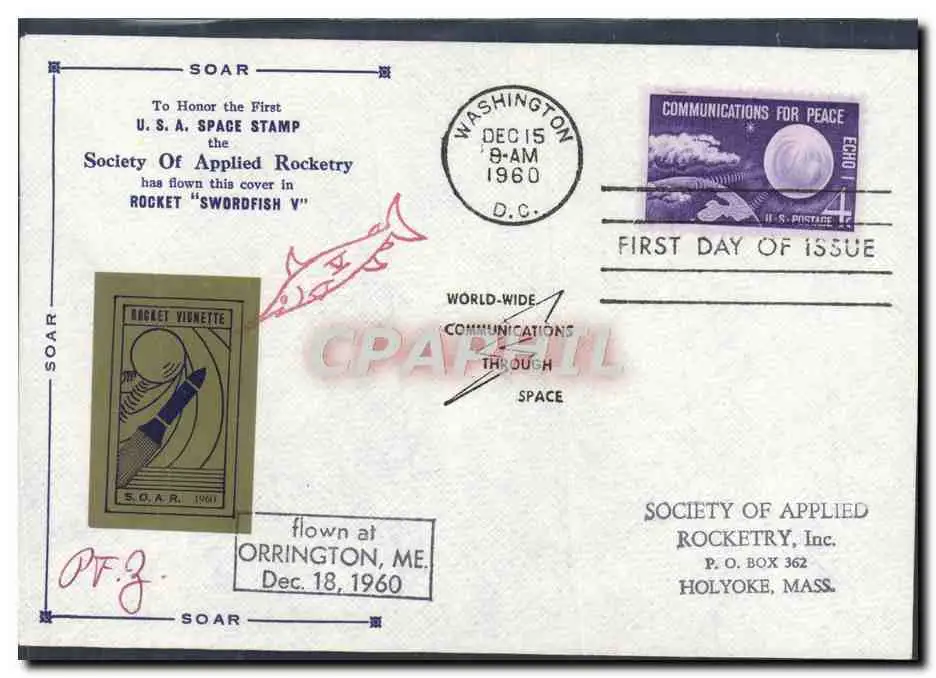 SOAR
To Honor the First
U. S. A. SPACE STAMP
the
Society Of Applied Rocketry
has flown this cover in
ROCKET "SWORDFISH V"
WASHINGTON
DEC 15
9-AM
1960
D.C.
COMMUNICATIONS FOR PEACE
ECHO I
U·S·POSTAGE 4¢
FIRST DAY OF ISSUE
V
WORLD-WIDE
COMMUNICATIONS
THROUGH
SPACE
CPAPHIL
SOAR
ROCKET VIGNETTE
S. O. A. R. 1960
flown at
ORRINGTON, ME.
Dec. 18, 1960
P.F.Z.
SOAR
SOCIETY OF APPLIED
ROCKETRY, Inc.
P. O. BOX 362
HOLYOKE, MASS.